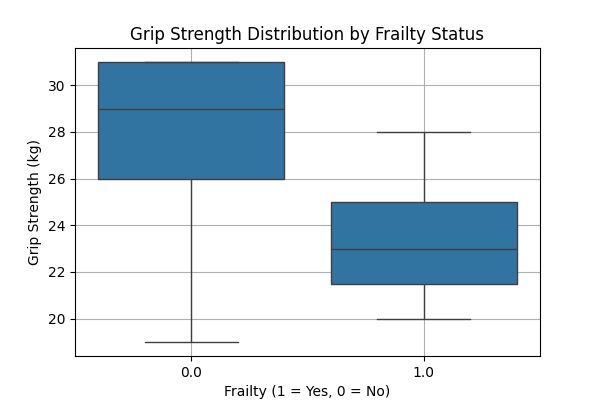 Grip Strength Distribution by Frailty Status
Grip Strength (kg)
30
28
26
24
22
20
0.0
1.0
Frailty (1 = Yes, 0 = No)